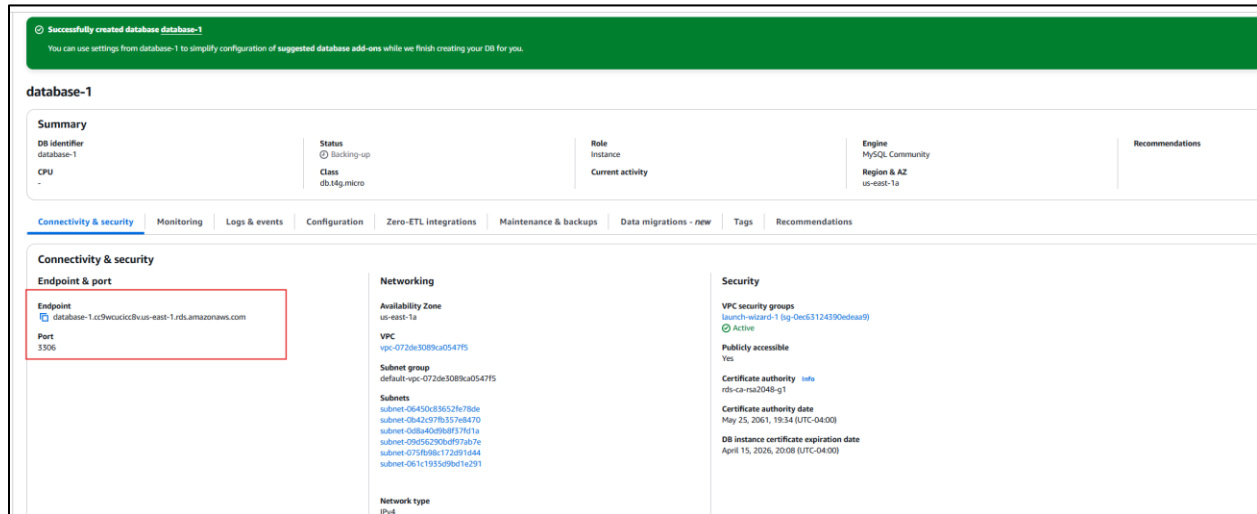 Successfully created database database-1
You can use settings from database-1 to simplify configuration of suggested database add-ons while we finish creating your DB for you.
database-1
Summary
DB identifier
database-1
CPU
-
Status
Backing-up
Class
db.t4g.micro
Role
Instance
Current activity
Engine
MySQL Community
Region & AZ
us-east-1a
Recommendations
Connectivity & security Monitoring Logs & events Configuration Zero-ETL integrations Maintenance & backups Data migrations - new Tags Recommendations
Connectivity & security
Endpoint & port
Endpoint
database-1.cc9wcucicc8v.us-east-1.rds.amazonaws.com
Port
3306
Networking
Availability Zone
us-east-1a
VPC
vpc-072de3089ca0547f5
Subnet group
default-vpc-072de3089ca0547f5
Subnets
subnet-06450c83652fe78de
subnet-0b42c97fb357e8470
subnet-0d8a40d9b8f37fd1a
subnet-09d56290bdf97ab7e
subnet-075fb98c172d91d44
subnet-061c1935d9bd1e291
Network type
IPv4
Security
VPC security groups
launch-wizard-1 (sg-0ec63124390edeaa9)
Active
Publicly accessible
Yes
Certificate authority Info
rds-ca-rsa2048-g1
Certificate authority date
May 25, 2061, 19:34 (UTC-04:00)
DB instance certificate expiration date
April 15, 2026, 20:08 (UTC-04:00)